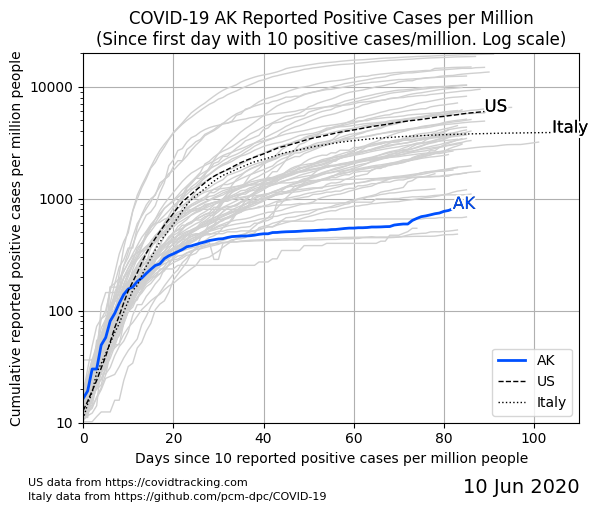 COVID-19 AK Reported Positive Cases per Million
(Since first day with 10 positive cases/million. Log scale)
Cumulative reported positive cases per million people
10000
1000
100
10
US
Italy
AK
AK
US
Italy
0
20
40
60
80
100
Days since 10 reported positive cases per million people
US data from https://covidtracking.com
Italy data from https://github.com/pcm-dpc/COVID-19
10 Jun 2020